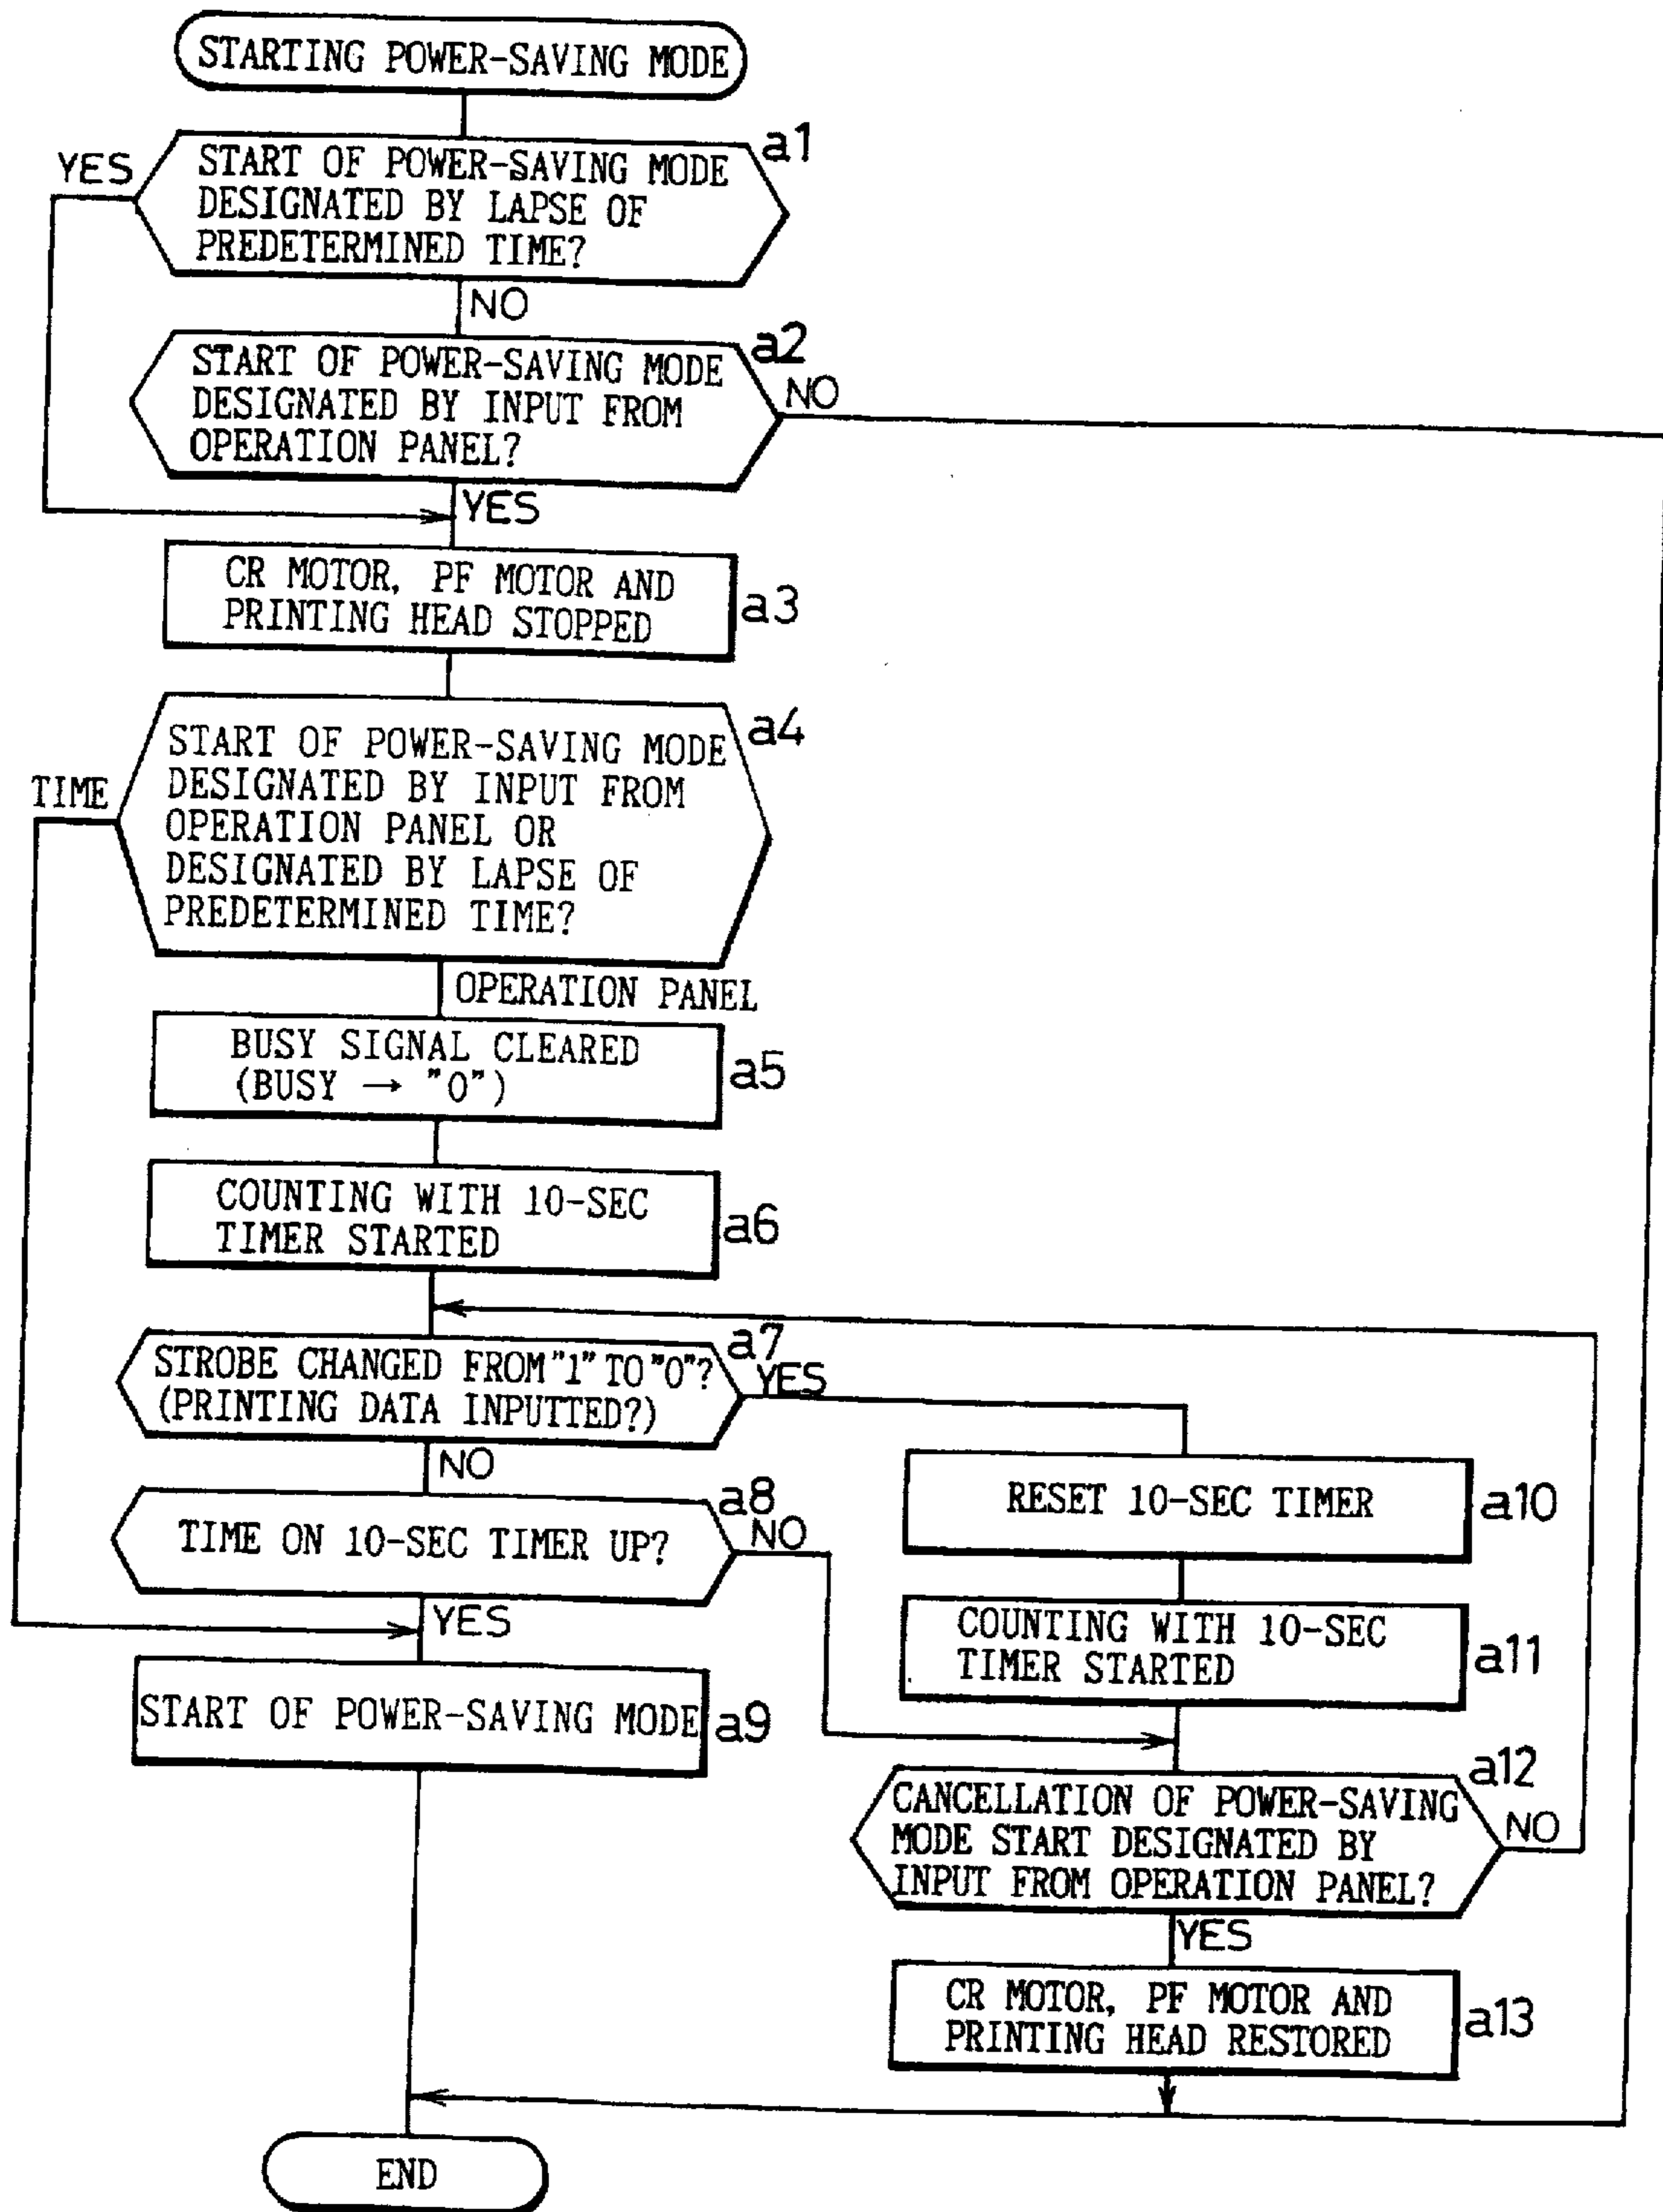 STARTING POWER-SAVING MODE
a1
YES
START OF POWER-SAVING MODE
DESIGNATED BY LAPSE OF
PREDETERMINED TIME?
NO
a2
START OF POWER-SAVING MODE
DESIGNATED BY INPUT FROM
OPERATION PANEL?
NO
YES
CR MOTOR, PF MOTOR AND
PRINTING HEAD STOPPED
a3
a4
START OF POWER-SAVING MODE
DESIGNATED BY INPUT FROM
OPERATION PANEL OR
DESIGNATED BY LAPSE OF
PREDETERMINED TIME?
TIME
OPERATION PANEL
BUSY SIGNAL CLEARED
(BUSY → "0")
a5
COUNTING WITH 10-SEC
TIMER STARTED
a6
a7
STROBE CHANGED FROM "1" TO "0"?
(PRINTING DATA INPUTTED?)
YES
NO
a8
TIME ON 10-SEC TIMER UP?
NO
YES
START OF POWER-SAVING MODE
a9
RESET 10-SEC TIMER
a10
COUNTING WITH 10-SEC
TIMER STARTED
a11
a12
CANCELLATION OF POWER-SAVING
MODE START DESIGNATED BY
INPUT FROM OPERATION PANEL?
NO
YES
CR MOTOR, PF MOTOR AND
PRINTING HEAD RESTORED
a13
END